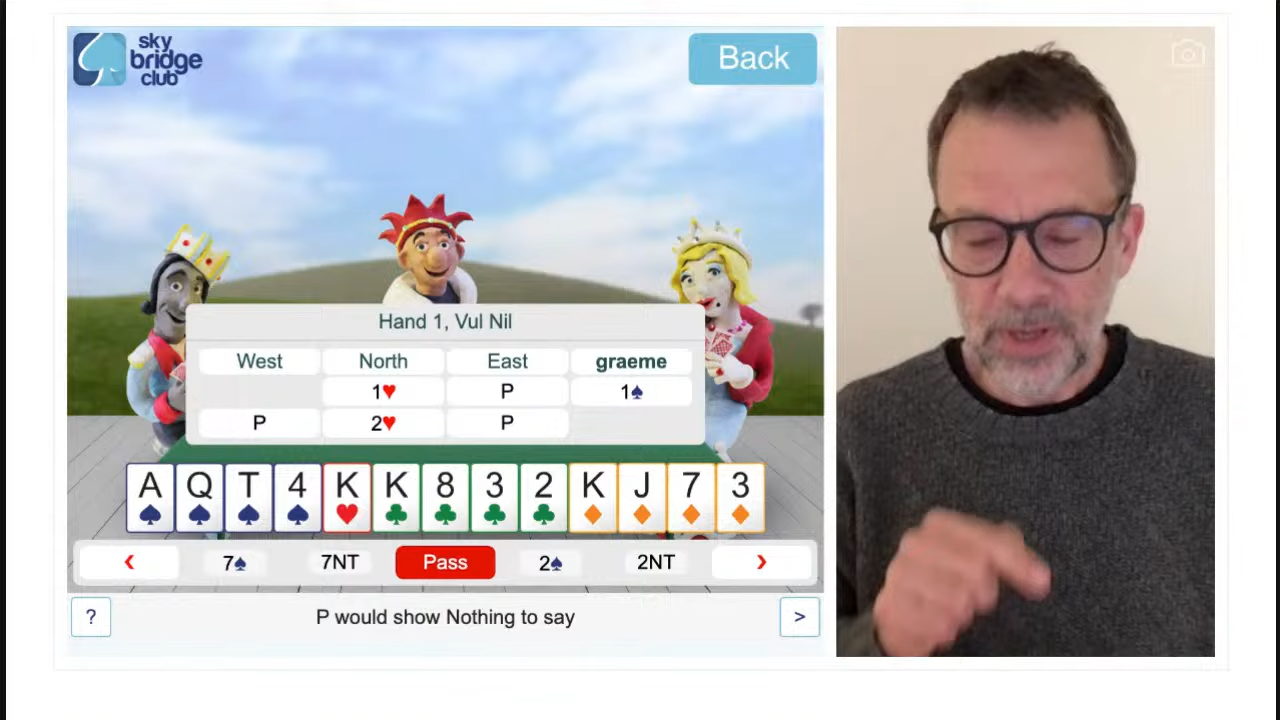 sky
bridge
club
Back
Hand 1, Vul Nil
West North East graeme
1♥ P 1♠
P 2♥ P
A Q T 4 K K 8 3 2 K J 7 3
♠ ♠ ♠ ♠ ♥ ♣ ♣ ♣ ♣ ♦ ♦ ♦ ♦
7♠ 7NT Pass 2♠ 2NT
? P would show Nothing to say >